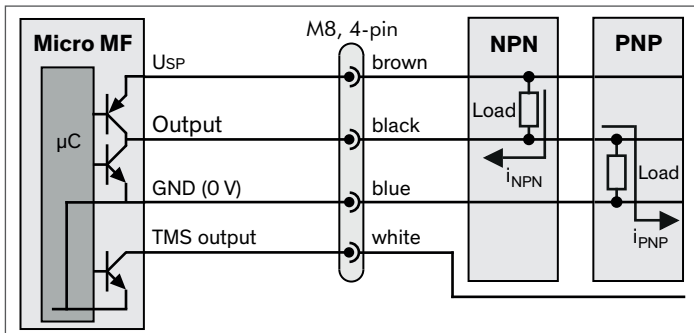 Micro MF
M8, 4-pin
NPN
PNP
USP
brown
Load
µC
Output
black
iNPN
Load
GND (0 V)
blue
iPNP
TMS output
white